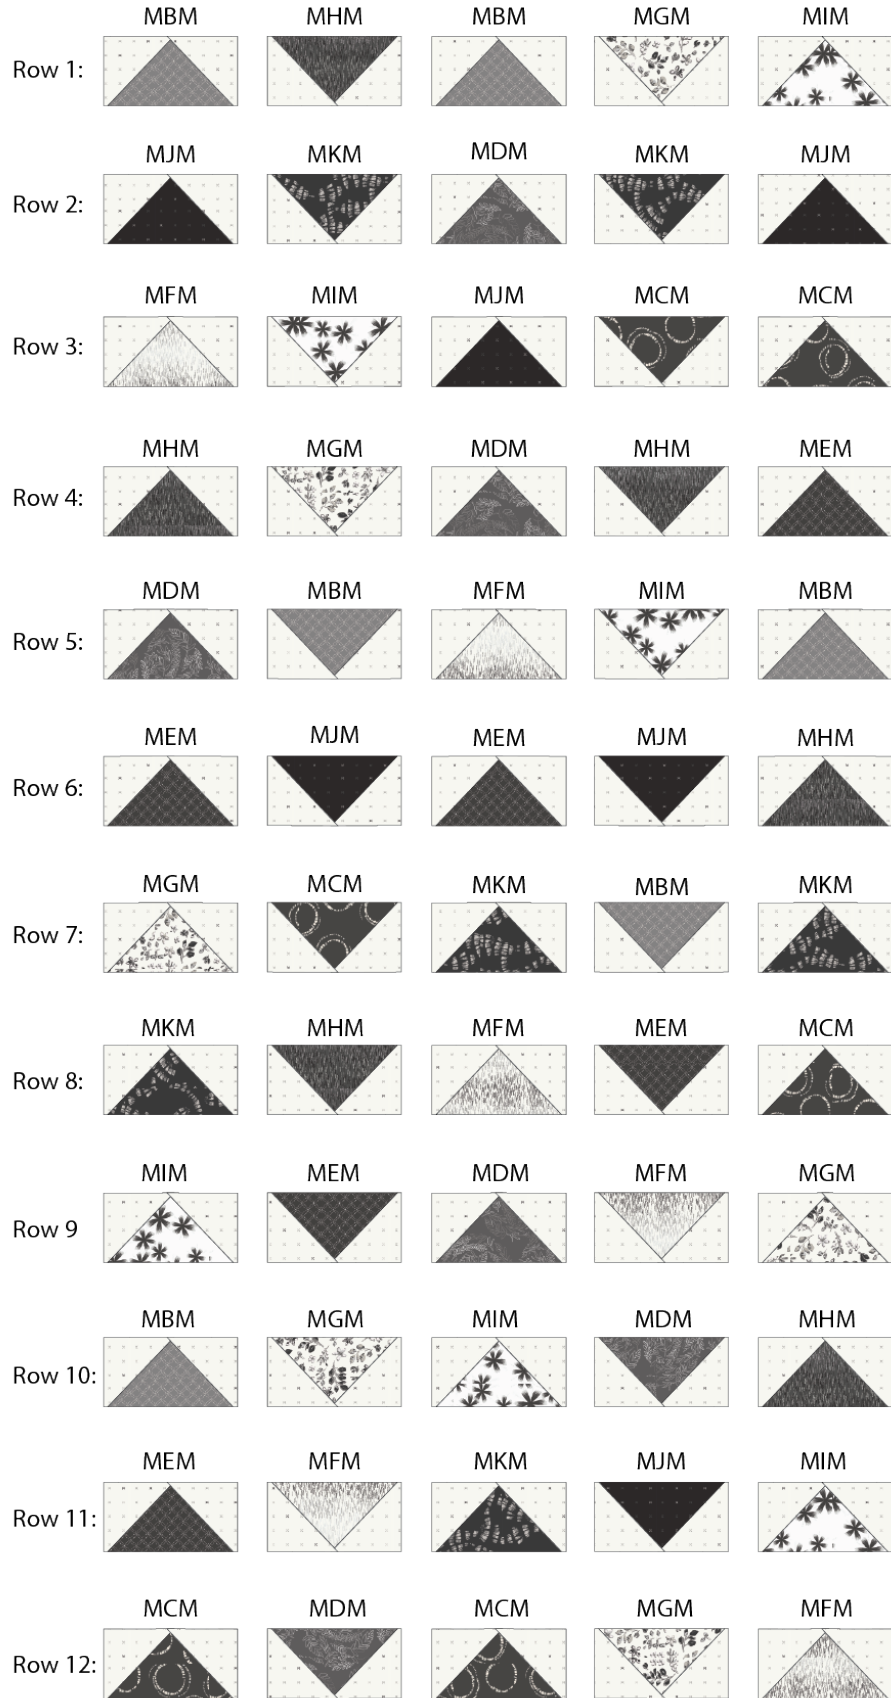 MBM MHM MBM MGM MIM
Row 1:
MJM MKM MDM MKM MJM
Row 2:
MFM MIM MJM MCM MCM
Row 3:
MHM MGM MDM MHM MEM
Row 4:
MDM MBM MFM MIM MBM
Row 5:
MEM MJM MEM MJM MHM
Row 6:
MGM MCM MKM MBM MKM
Row 7:
MKM MHM MFM MEM MCM
Row 8:
MIM MEM MDM MFM MGM
Row 9
MBM MGM MIM MDM MHM
Row 10:
MEM MFM MKM MJM MIM
Row 11:
MCM MDM MCM MGM MFM
Row 12: